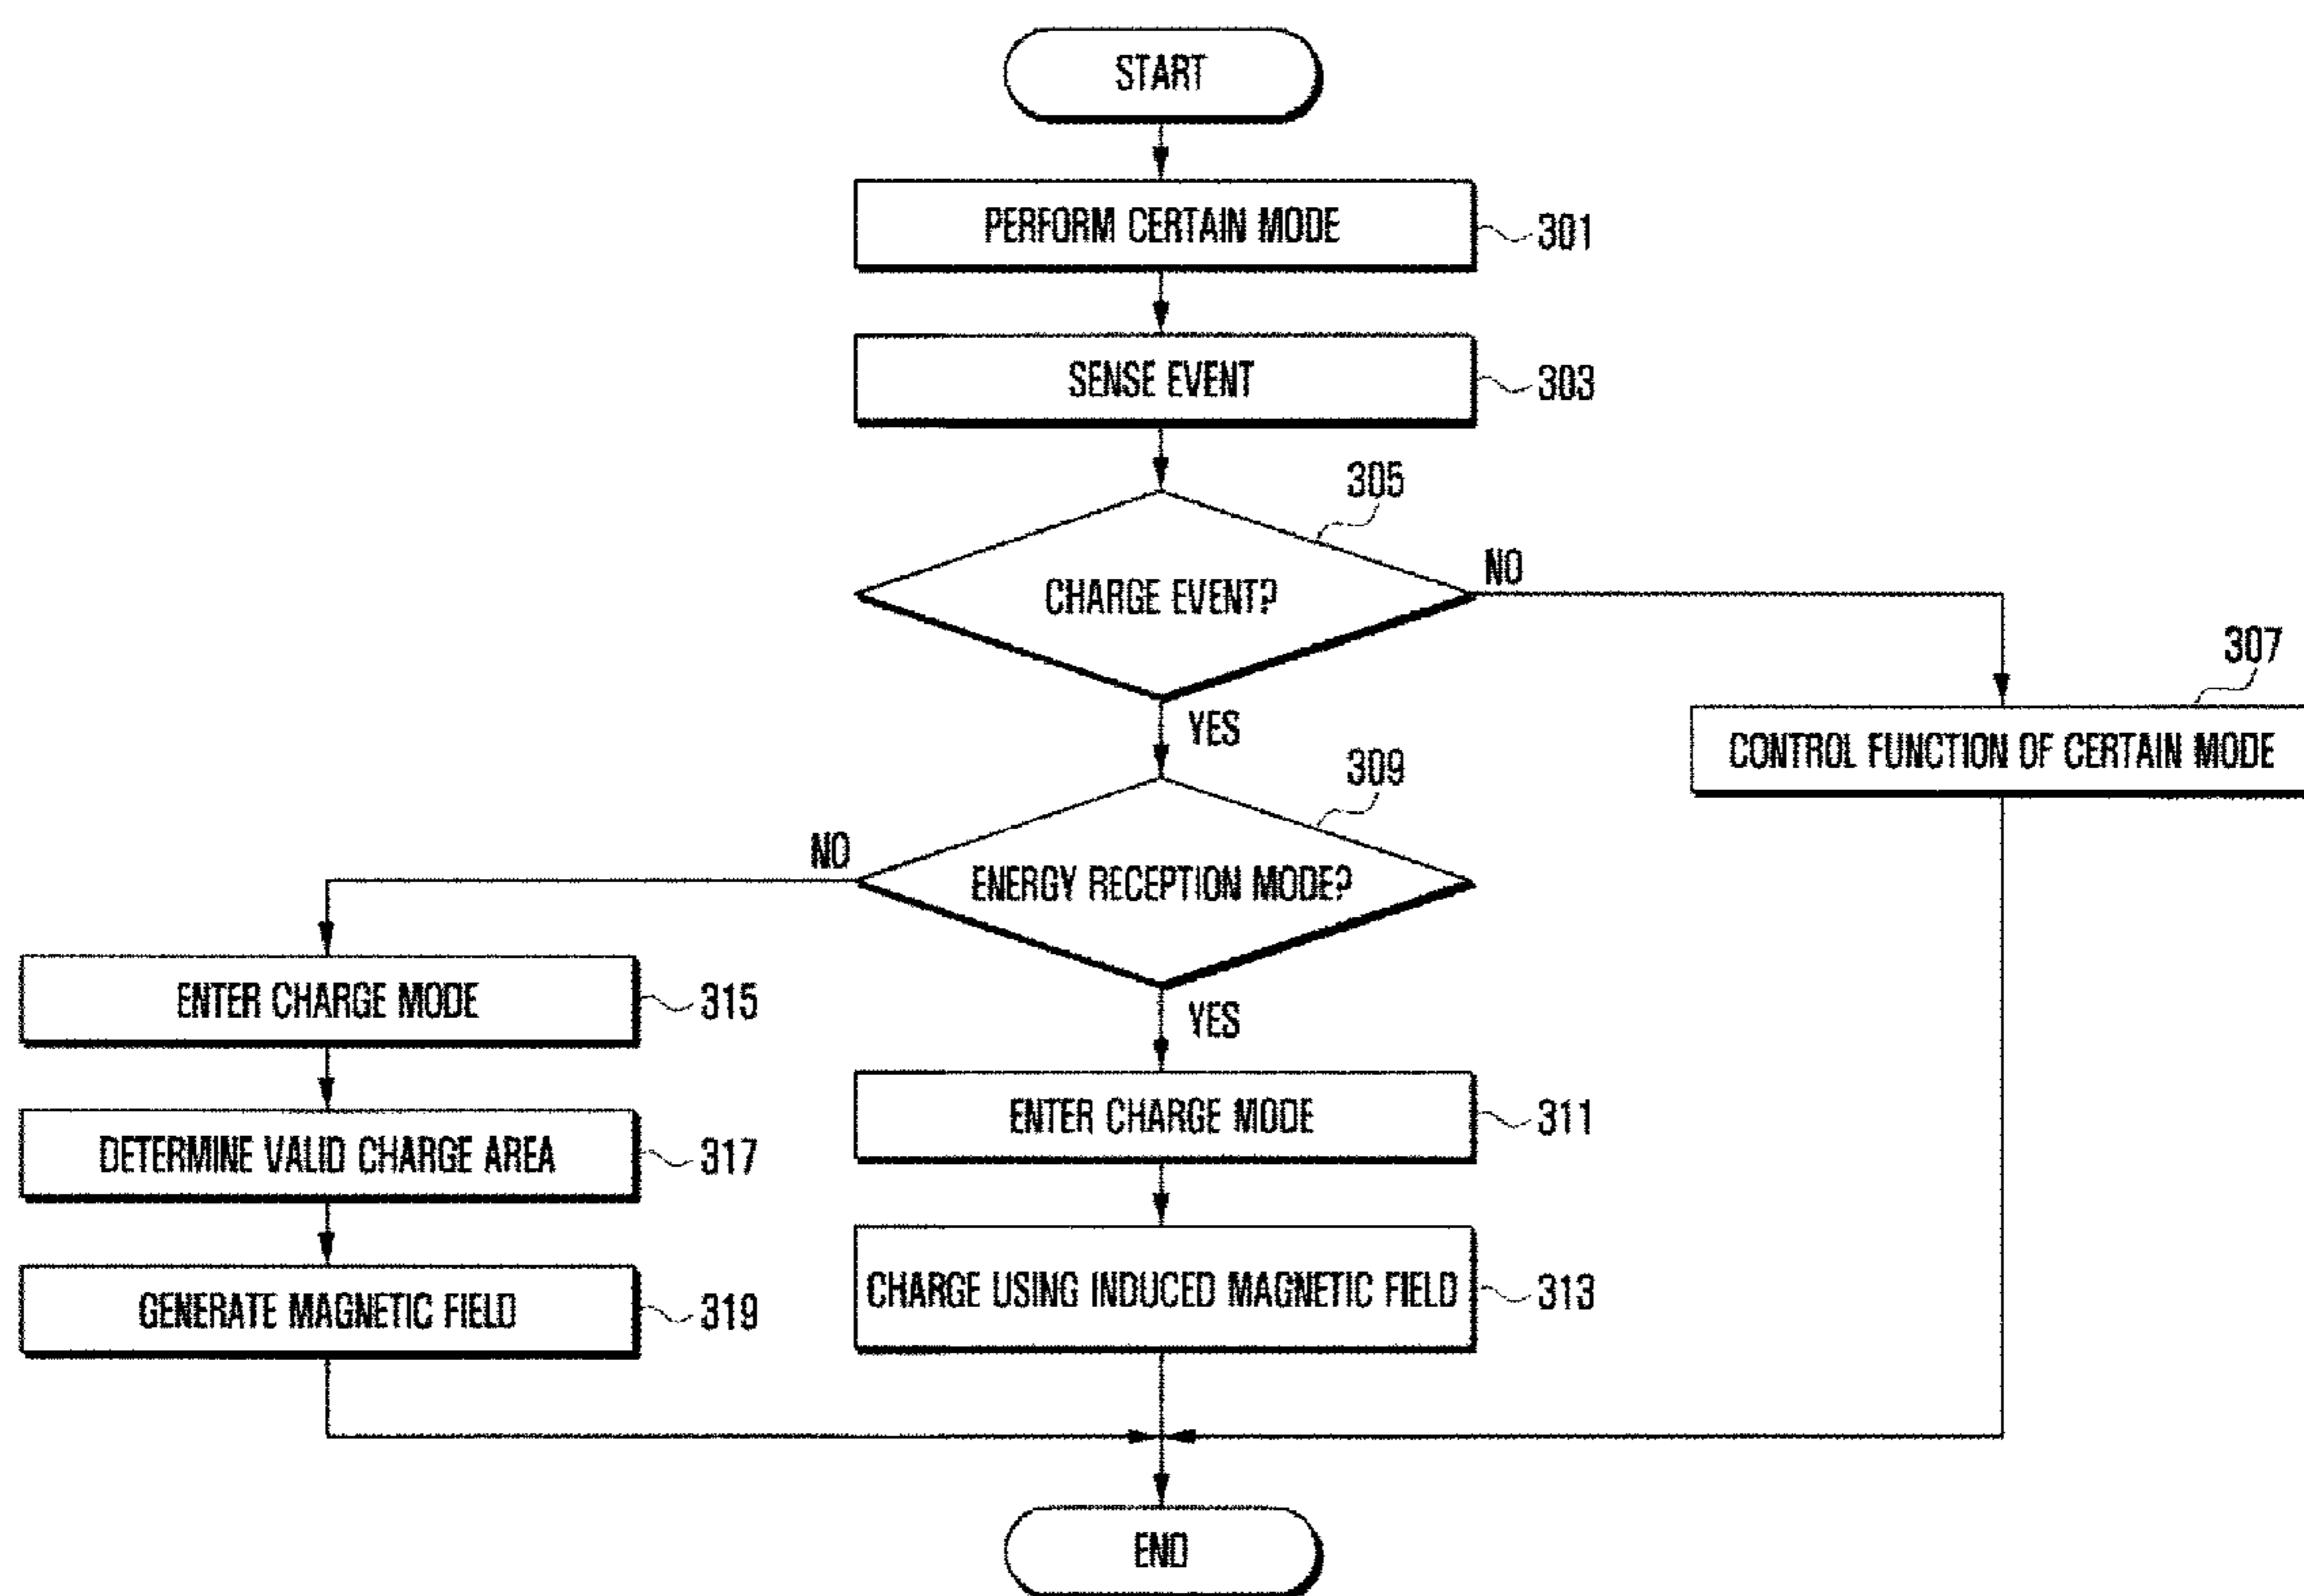 START
PERFORM CERTAIN MODE
301
SENSE EVENT
303
305
CHARGE EVENT?
NO
YES
307
CONTROL FUNCTION OF CERTAIN MODE
309
ENERGY RECEPTION MODE?
NO
YES
ENTER CHARGE MODE
315
DETERMINE VALID CHARGE AREA
317
GENERATE MAGNETIC FIELD
319
ENTER CHARGE MODE
311
CHARGE USING INDUCED MAGNETIC FIELD
313
END